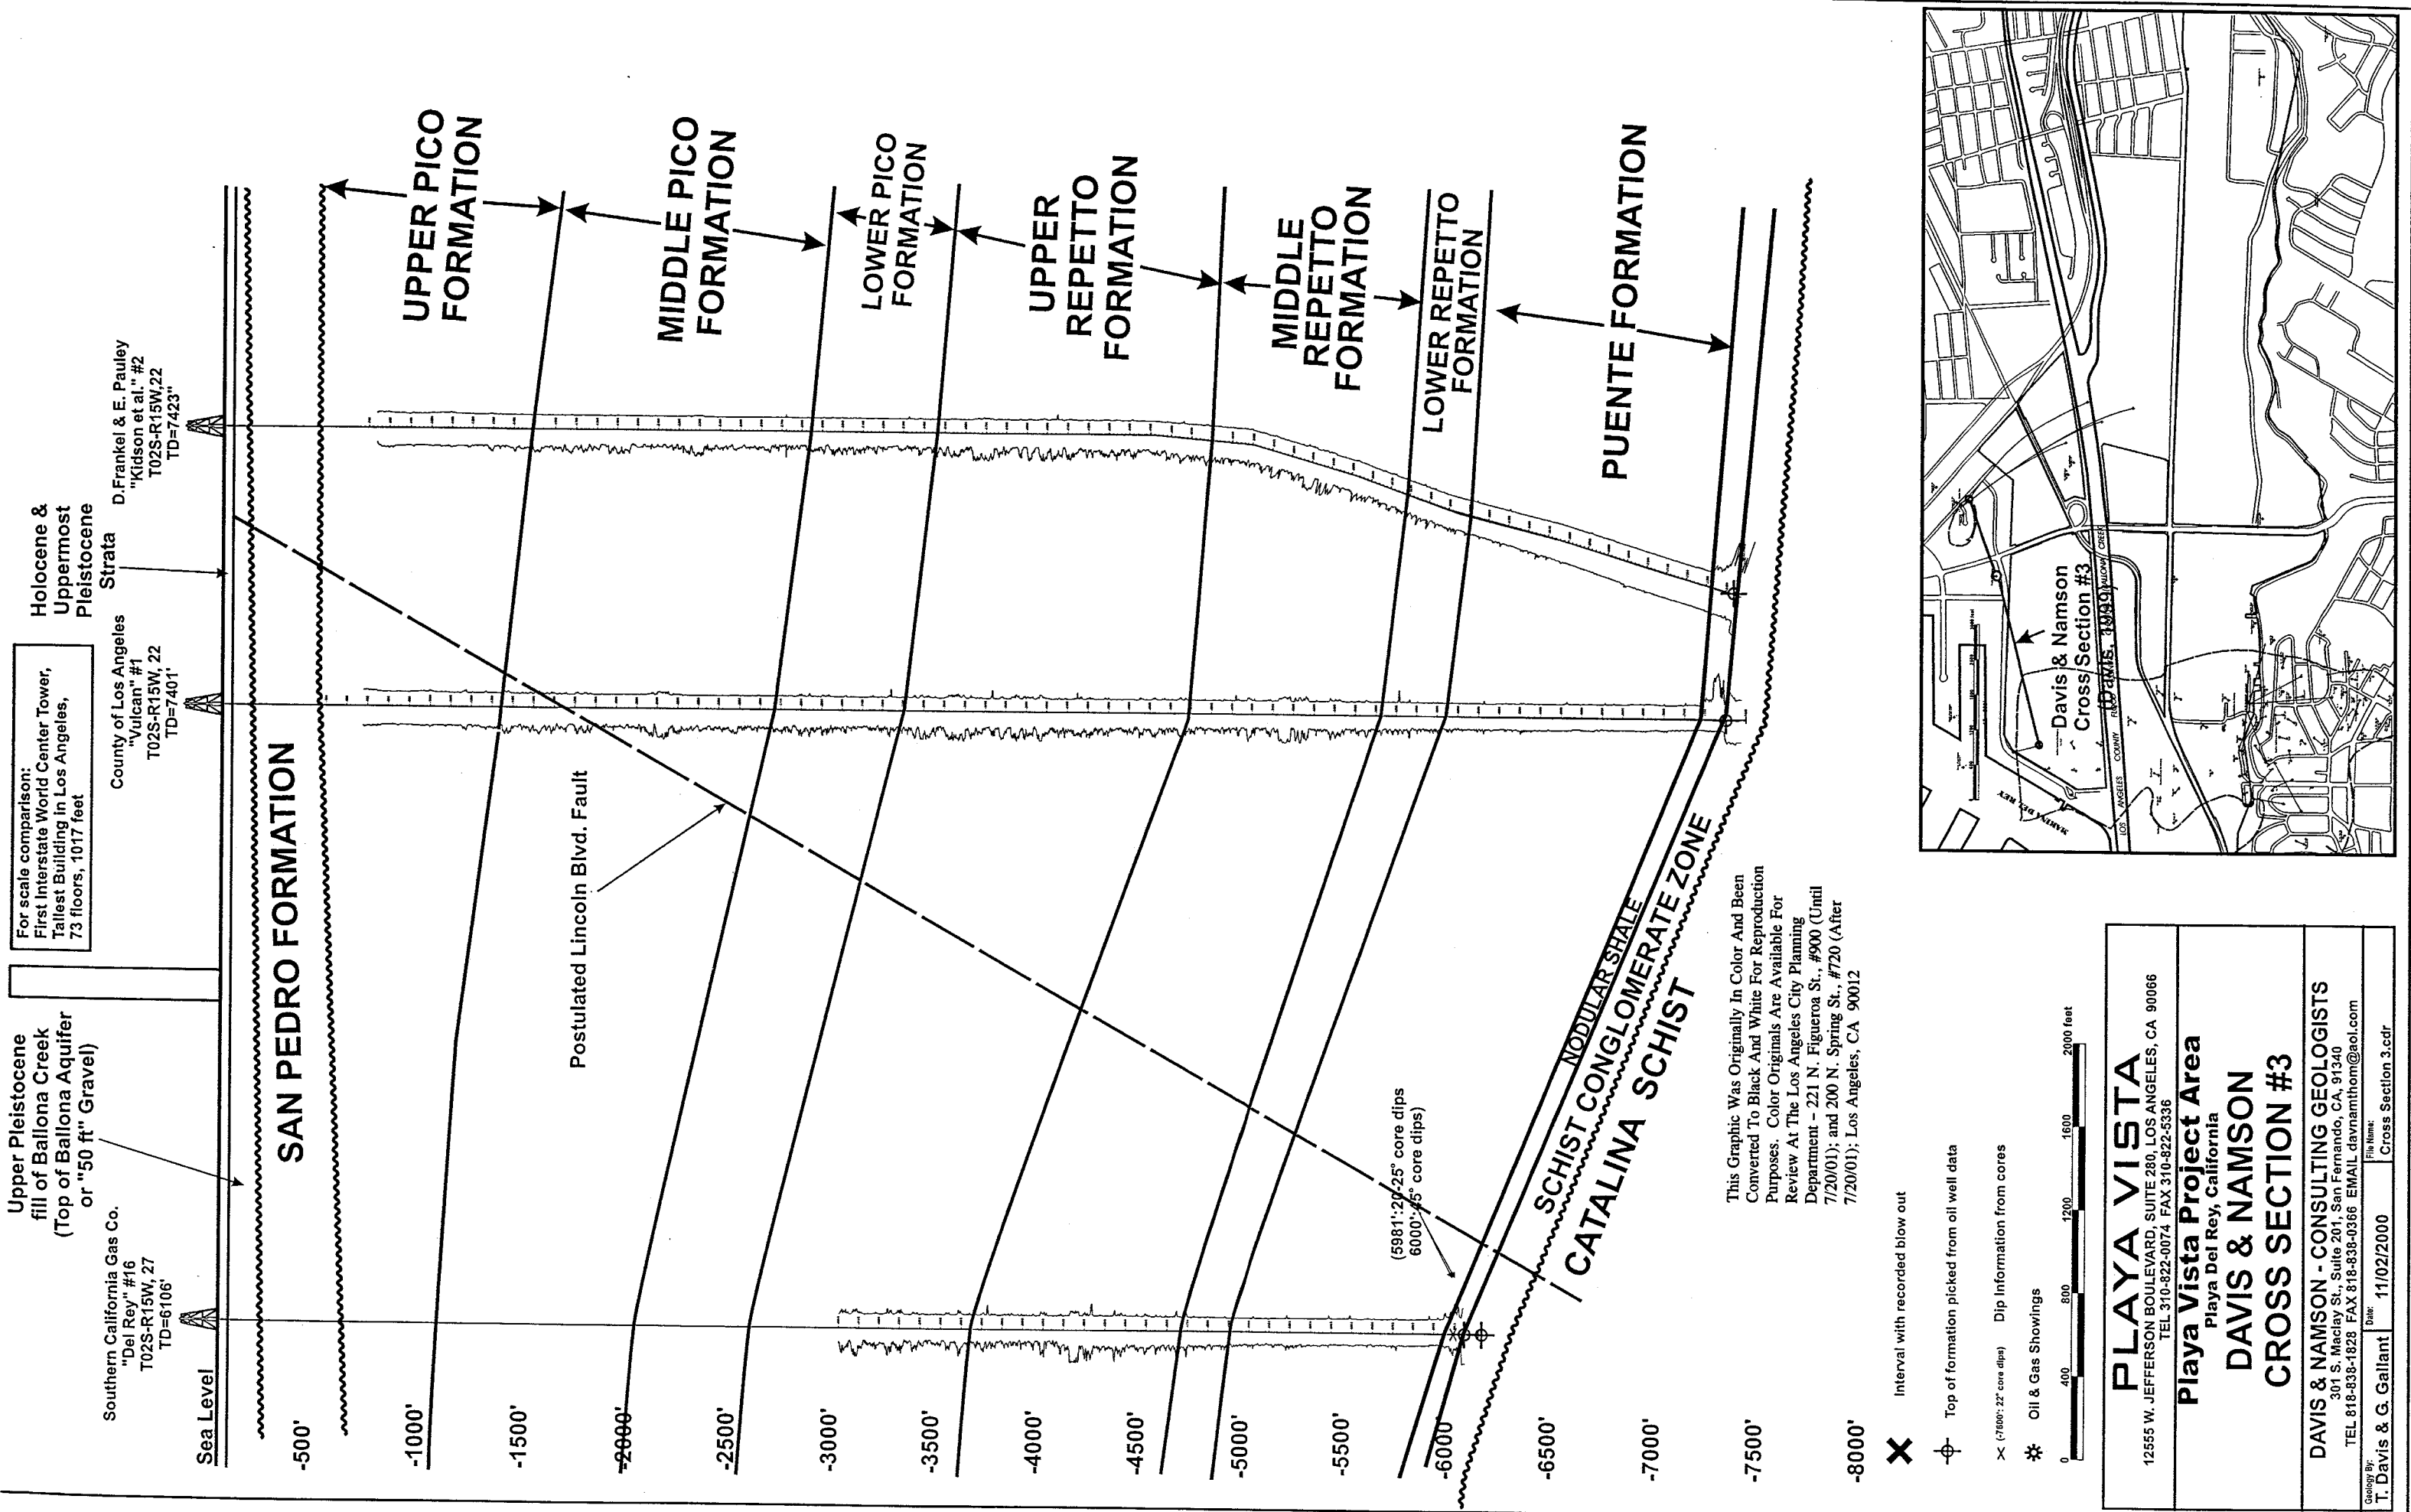 For scale comparison:
First Interstate World Center Tower,
Tallest Building in Los Angeles,
73 floors, 1017 feet
Upper Pleistocene
fill of Ballona Creek
(Top of Ballona Aquifer
or "50 ft" Gravel)
Holocene &
Uppermost
Pleistocene
Strata
Southern California Gas Co.
"Del Rey" #16
T02S-R15W, 27
TD=6106'
County of Los Angeles
"Vulcan" #1
T02S-R15W, 22
TD=7401'
D.Frankel & E. Pauley
"Kidson et al." #2
T02S-R15W,22
TD=7423"
Sea Level
-500'
-1000'
-1500'
-2000'
-2500'
-3000'
-3500'
-4000'
-4500'
-5000'
-5500'
-6000'
-6500'
-7000'
-7500'
-8000'
SAN PEDRO FORMATION
UPPER PICO
FORMATION
MIDDLE PICO
FORMATION
LOWER PICO
FORMATION
UPPER
REPETTO
FORMATION
MIDDLE
REPETTO
FORMATION
LOWER REPETTO
FORMATION
PUENTE FORMATION
Postulated Lincoln Blvd. Fault
(5981':20-25° core dips
6000':45° core dips)
NODULAR SHALE
SCHIST CONGLOMERATE ZONE
CATALINA SCHIST
This Graphic Was Originally In Color And Been
Converted To Black And White For Reproduction
Purposes. Color Originals Are Available For
Review At The Los Angeles City Planning
Department – 221 N. Figueroa St., #900 (Until
7/20/01); and 200 N. Spring St., #720 (After
7/20/01); Los Angeles, CA 90012
Interval with recorded blow out
Top of formation picked from oil well data
(-7600': 22° core dips) Dip Information from cores
Oil & Gas Showings
0 400 800 1200 1600 2000 feet
PLAYA VISTA
12555 W. JEFFERSON BOULEVARD, SUITE 280, LOS ANGELES, CA 90066
TEL 310-822-0074 FAX 310-822-5336
Playa Vista Project Area
Playa Del Rey, California
DAVIS & NAMSON
CROSS SECTION #3
DAVIS & NAMSON - CONSULTING GEOLOGISTS
301 S. Maclay St., Suite 201, San Fernando, CA, 91340
TEL 818-838-1828 FAX 818-838-0366 EMAIL davnamthom@aol.com
Geology By:
T. Davis & G. Gallant
Date:
11/02/2000
File Name:
Cross Section 3.cdr
Davis & Namson
Cross Section #3
(Davis, 1999)
MARINA DEL REY
LOS ANGELES COUNTY
CREEK